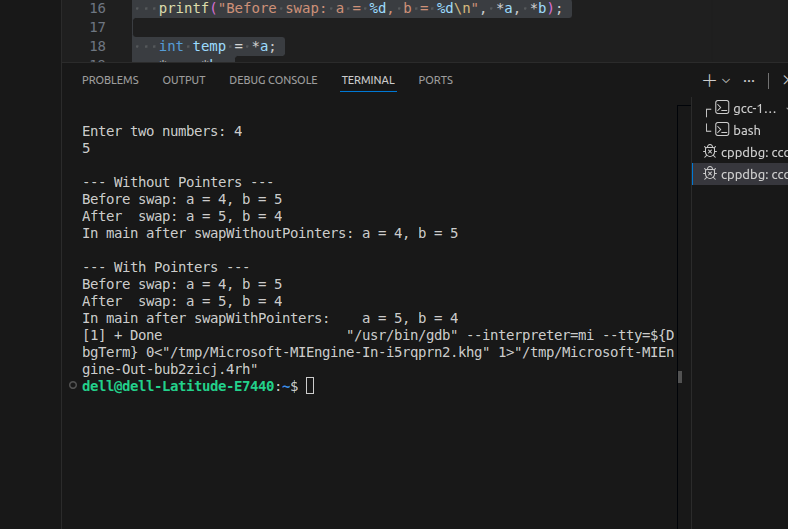 16 printf("Before swap: a = %d, b = %d\n", *a, *b);
17
18 int temp = *a;
PROBLEMS OUTPUT DEBUG CONSOLE TERMINAL PORTS
gcc-1...
bash
cppdbg: ccc
cppdbg: ccc
Enter two numbers: 4
5
--- Without Pointers ---
Before swap: a = 4, b = 5
After  swap: a = 5, b = 4
In main after swapWithoutPointers: a = 4, b = 5
--- With Pointers ---
Before swap: a = 4, b = 5
After  swap: a = 5, b = 4
In main after swapWithPointers:    a = 5, b = 4
[1] + Done                       "/usr/bin/gdb" --interpreter=mi --tty=${D
bgTerm} 0<"/tmp/Microsoft-MIEngine-In-i5rqprn2.khg" 1>"/tmp/Microsoft-MIEn
gine-Out-bub2zicj.4rh"
dell@dell-Latitude-E7440:~$